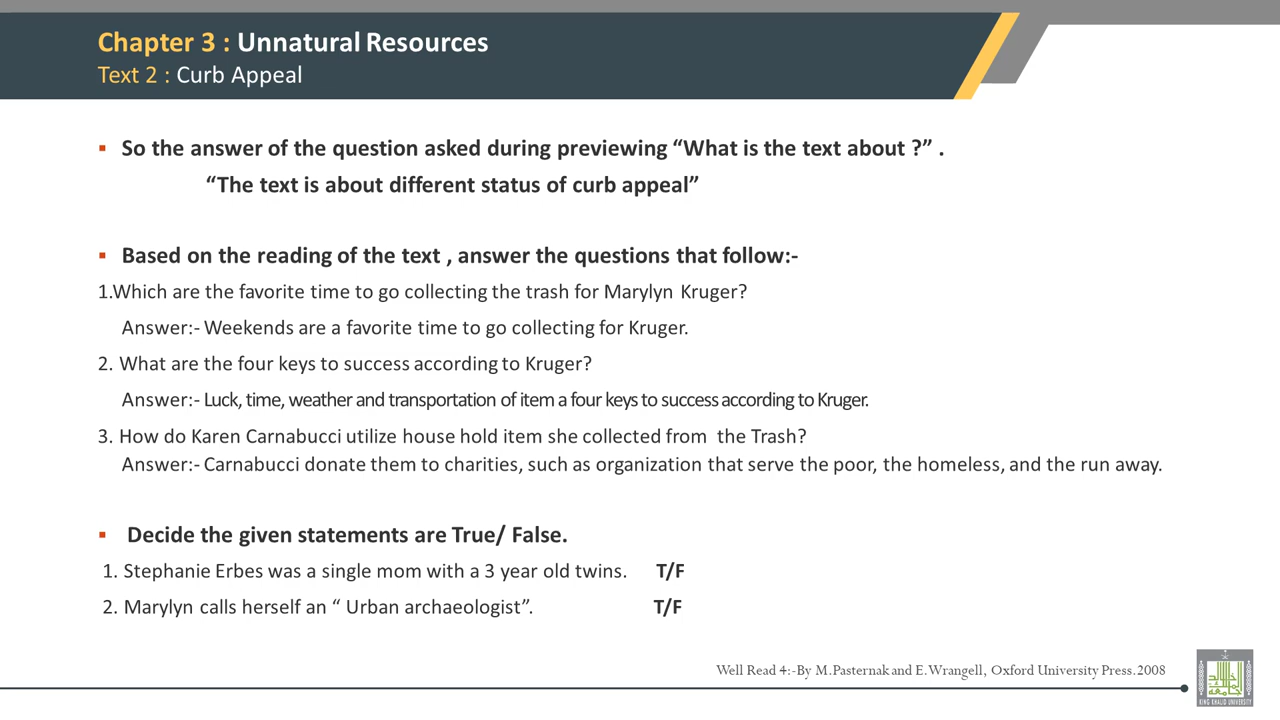 Chapter 3 : Unnatural Resources
Text 2 : Curb Appeal
▪ So the answer of the question asked during previewing “What is the text about ?” .
“The text is about different status of curb appeal”
▪ Based on the reading of the text , answer the questions that follow:-
1.Which are the favorite time to go collecting the trash for Marylyn Kruger?
Answer:- Weekends are a favorite time to go collecting for Kruger.
2. What are the four keys to success according to Kruger?
Answer:- Luck, time, weather and transportation of item a four keys to success according to Kruger.
3. How do Karen Carnabucci utilize house hold item she collected from the Trash?
Answer:- Carnabucci donate them to charities, such as organization that serve the poor, the homeless, and the run away.
▪ Decide the given statements are True/ False.
1. Stephanie Erbes was a single mom with a 3 year old twins. T/F
2. Marylyn calls herself an “ Urban archaeologist”. T/F
Well Read 4:-By M.Pasternak and E.Wrangell, Oxford University Press.2008
KING KHALID UNIVERSITY